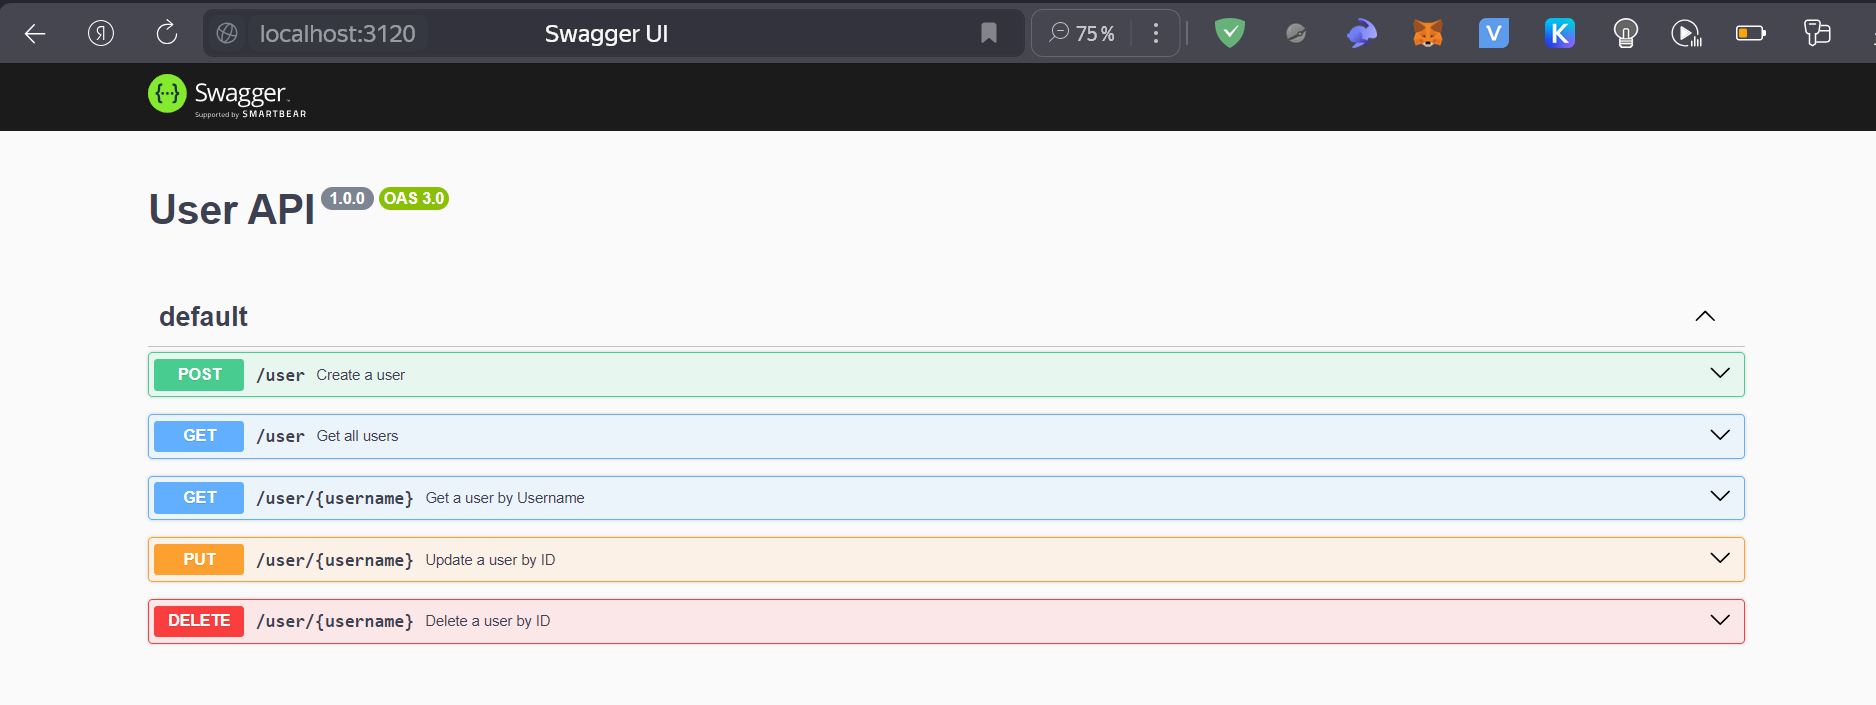 Я localhost:3120 Swagger UI 75 % V K
{···} Swagger™
Supported by SMARTBEAR
User API 1.0.0 OAS 3.0
default
POST /user Create a user
GET /user Get all users
GET /user/{username} Get a user by Username
PUT /user/{username} Update a user by ID
DELETE /user/{username} Delete a user by ID